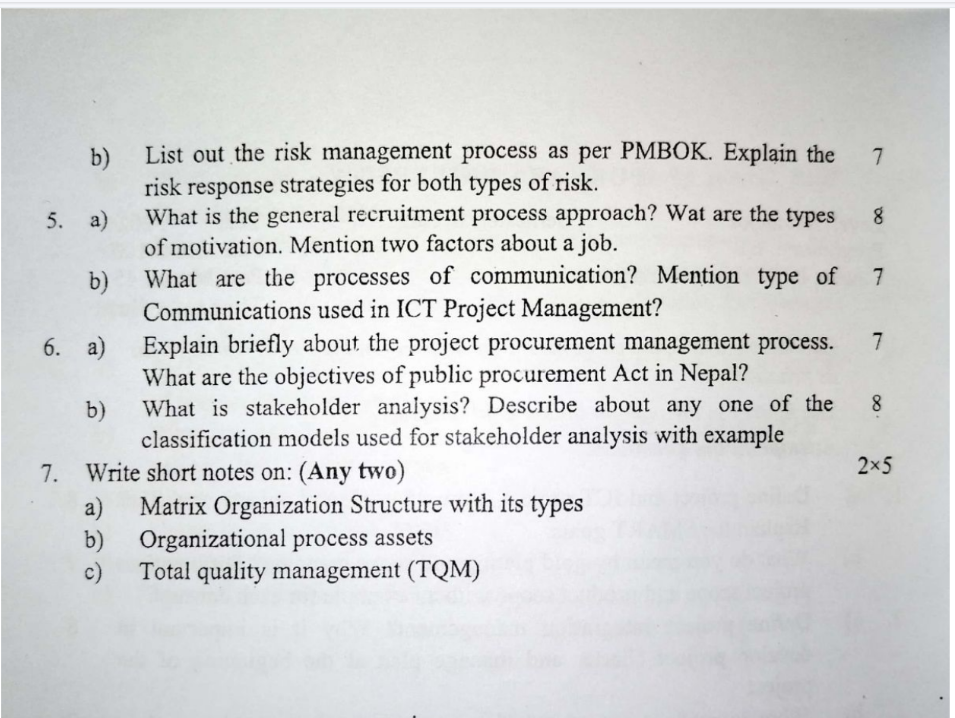 b) List out the risk management process as per PMBOK. Explain the 7
risk response strategies for both types of risk.
5. a) What is the general recruitment process approach? Wat are the types 8
of motivation. Mention two factors about a job.
b) What are the processes of communication? Mention type of 7
Communications used in ICT Project Management?
6. a) Explain briefly about the project procurement management process. 7
What are the objectives of public procurement Act in Nepal?
b) What is stakeholder analysis? Describe about any one of the 8
classification models used for stakeholder analysis with example
7. Write short notes on: (Any two) 2×5
a) Matrix Organization Structure with its types
b) Organizational process assets
c) Total quality management (TQM)